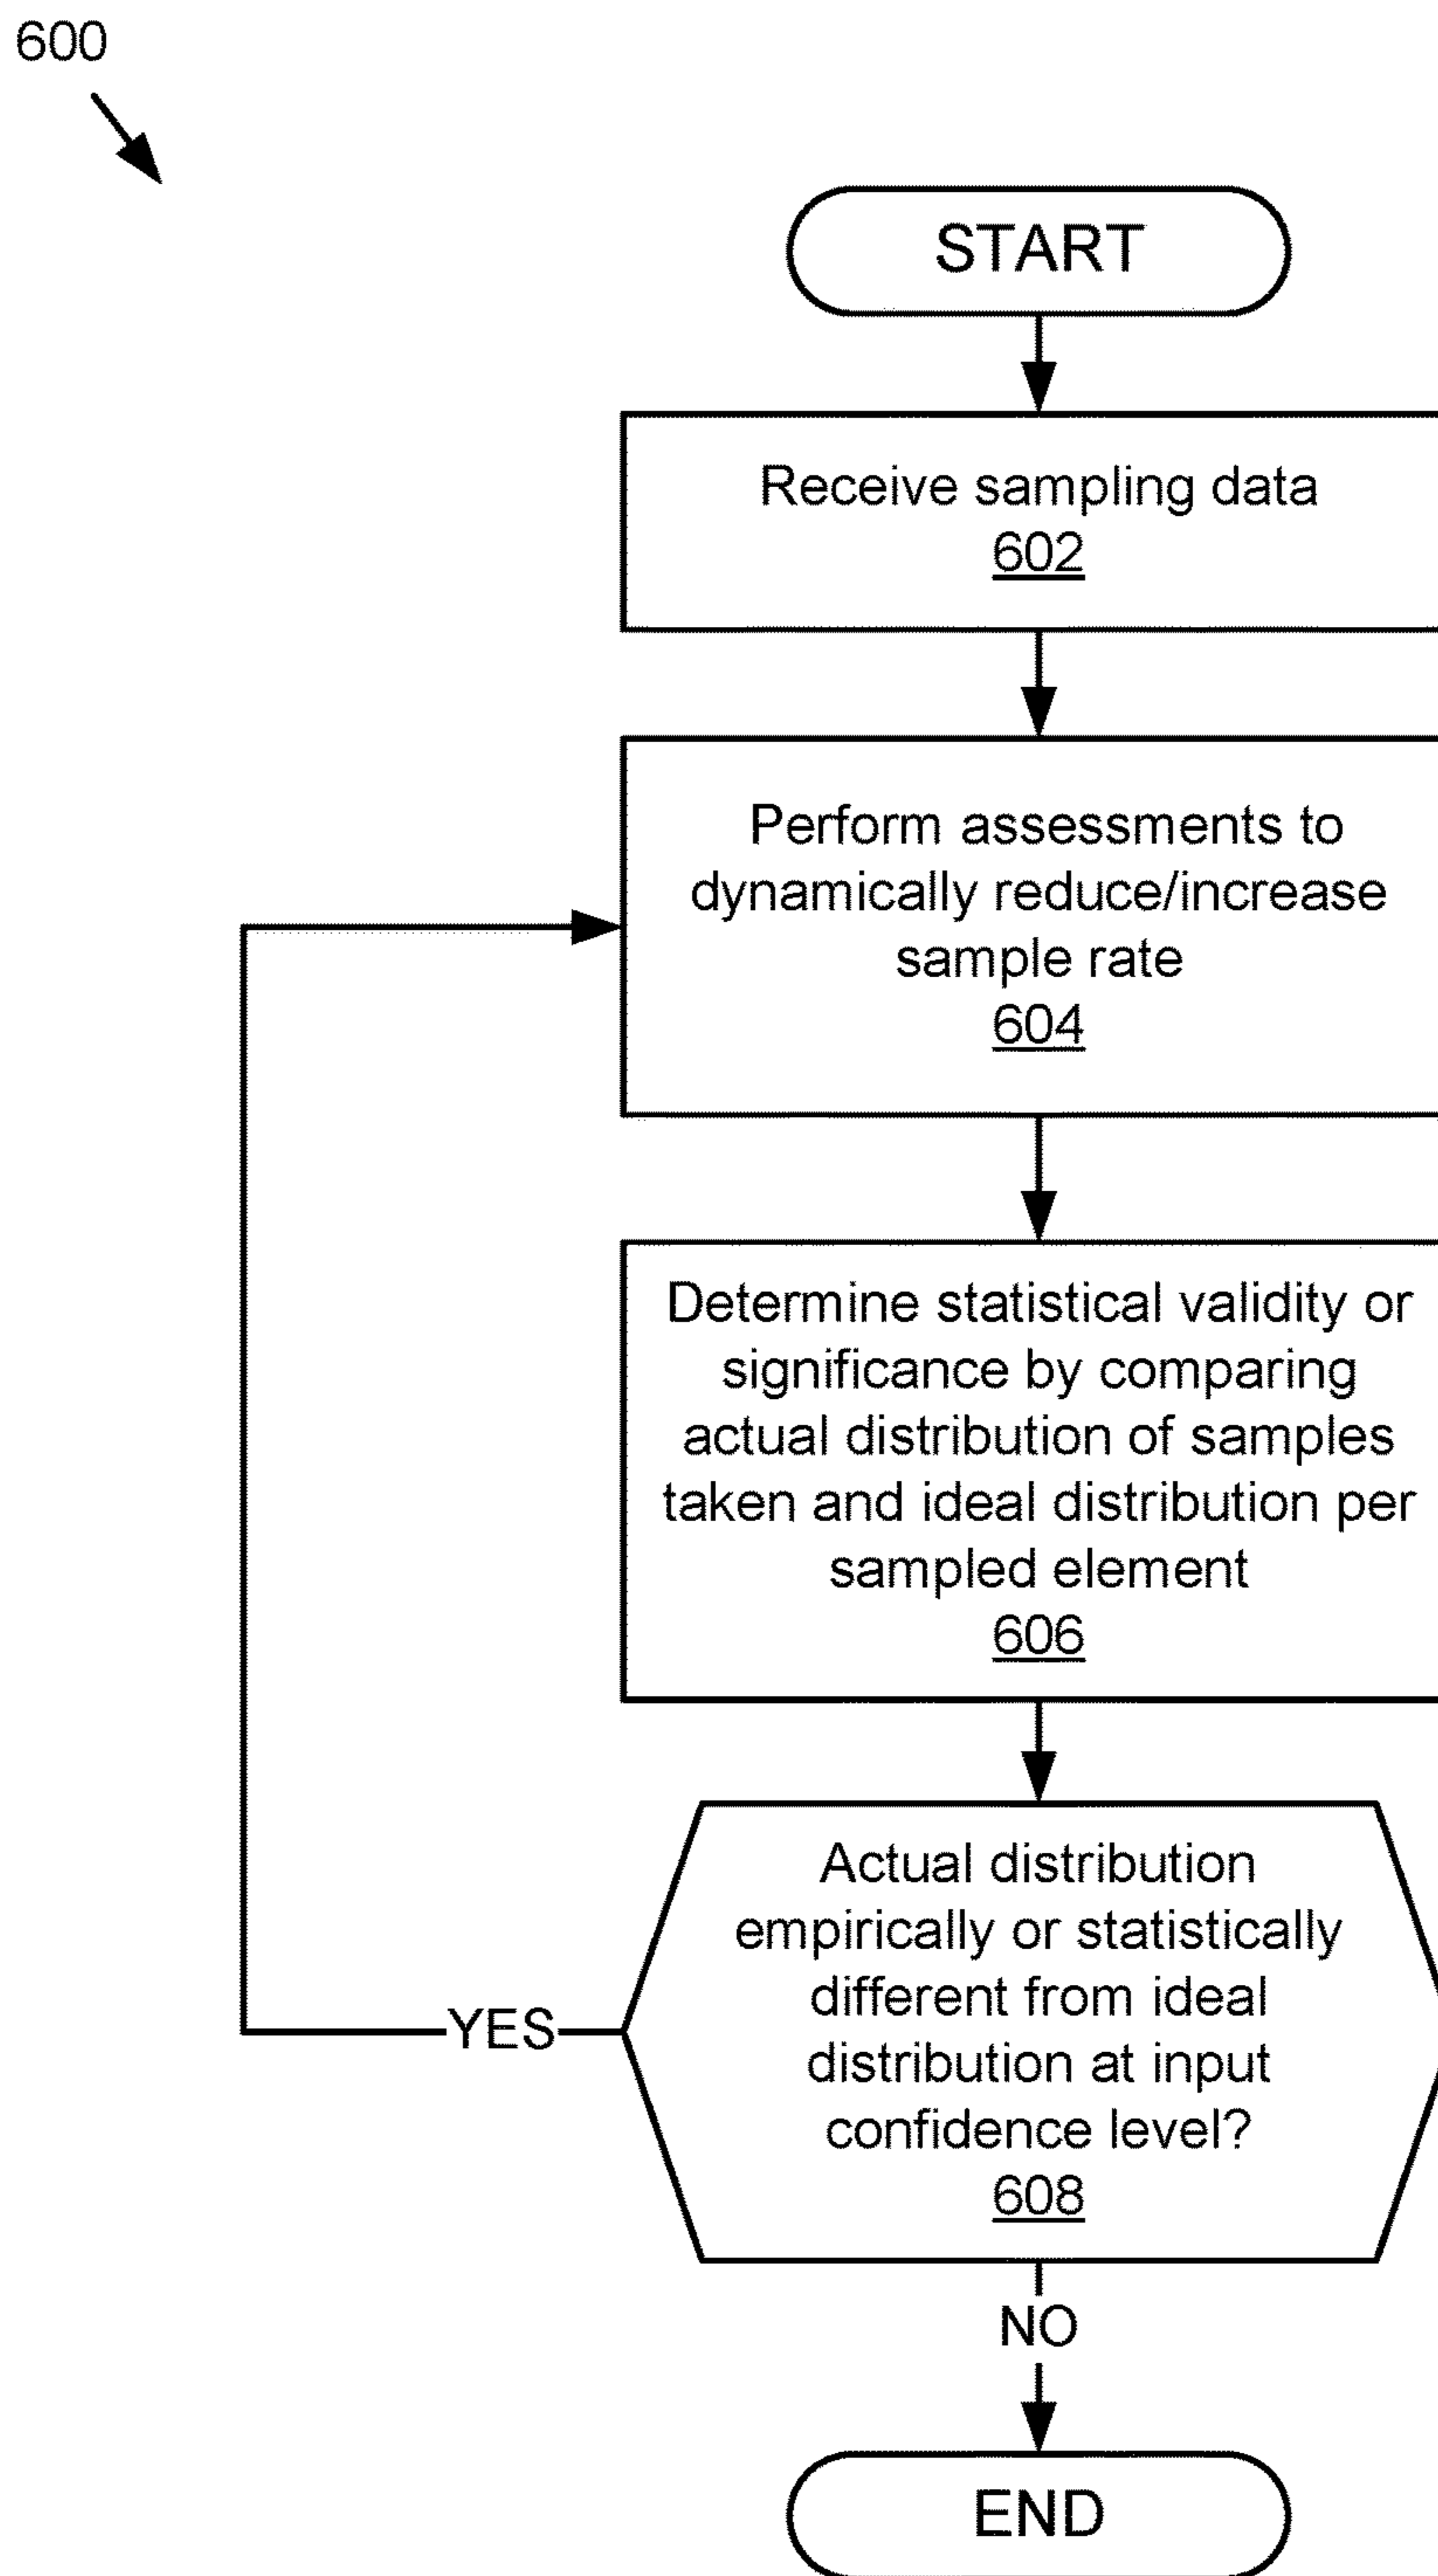 600
START
Receive sampling data
602
Perform assessments to
dynamically reduce/increase
sample rate
604
Determine statistical validity or
significance by comparing
actual distribution of samples
taken and ideal distribution per
sampled element
606
Actual distribution
empirically or statistically
different from ideal
distribution at input
confidence level?
608
YES
NO
END